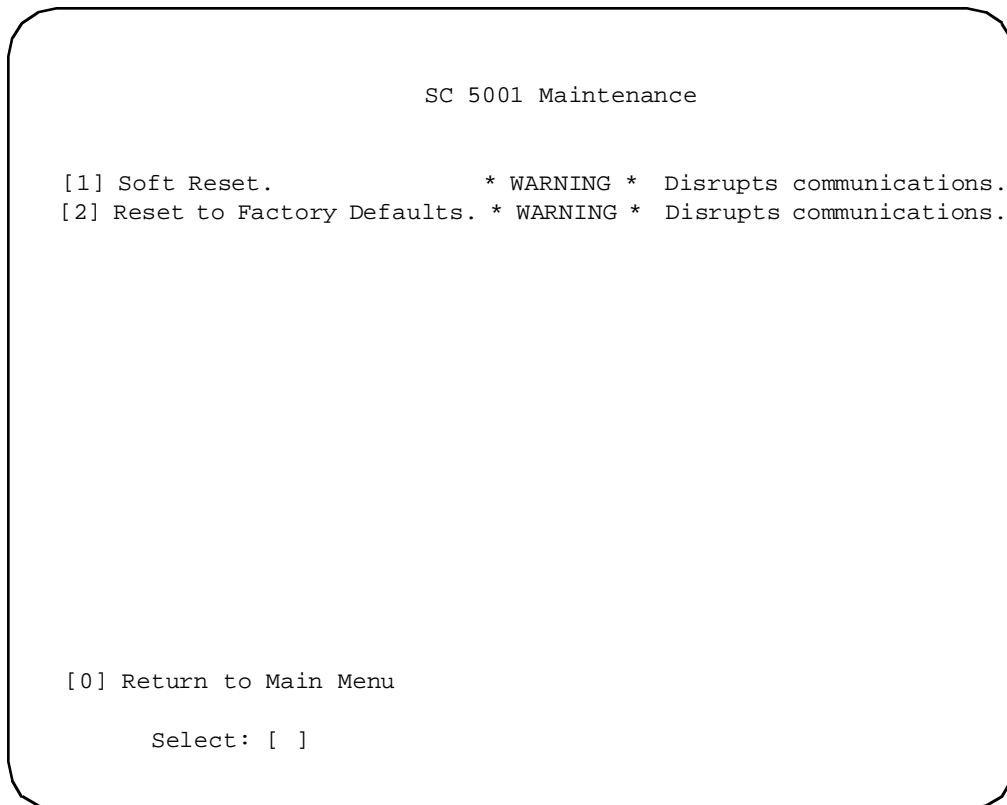 SC 5001 Maintenance
[1] Soft Reset. * WARNING * Disrupts communications.
[2] Reset to Factory Defaults. * WARNING * Disrupts communications.
[0] Return to Main Menu
Select: [ ]